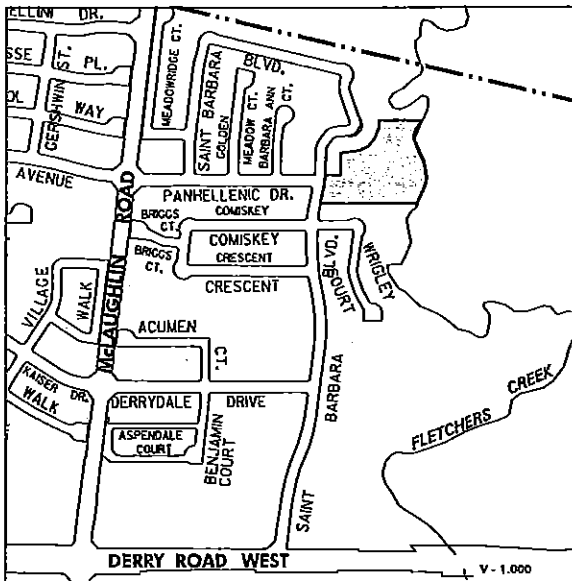 ELLINI DR.
SSE
ST.
PL.
OL
GERSHWIN
WAY
AVENUE
MEADOWRIDGE CT.
SAINT BARBARA
BLVD.
GOLDEN
MEADOW CT.
BARBARA ANN
CT.
PANHELLENIC DR.
BRIGGS
CT.
COMISKEY
COMISKEY
CRESCENT
BRIGGS
CT.
CRESCENT
BLVD.
COURT
WRIGLEY
McLAUGHLIN ROAD
VILLAGE
WALK
ACUMEN
CT.
KAISER DR.
WALK
DERRYDALE DRIVE
BARBARA
ASPENDALE
COURT
BENJAMIN
COURT
SAINT
FLETCHERS CREEK
DERRY ROAD WEST
V - 1.000